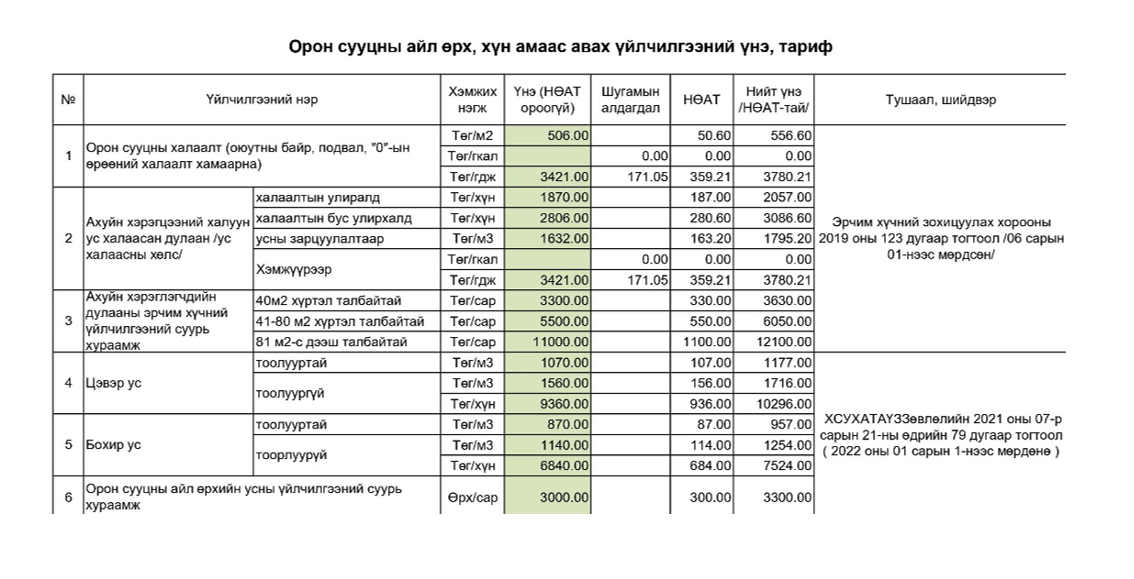 Орон сууцны айл өрх, хүн амаас авах үйлчилгээний үнэ, тариф
№ Үйлчилгээний нэр Хэмжих нэгж Үнэ (НӨАТ ороогүй) Шугамын алдагдал НӨАТ Нийт үнэ /НӨАТ-тай/ Тушаал, шийдвэр
1 Орон сууцны халаалт (оюутны байр, подвал, "0"-ын өрөөний халаалт хамаарна)
Төг/м2 506.00 50.60 556.60
Төг/гкал 0.00 0.00 0.00
Төг/гдж 3421.00 171.05 359.21 3780.21
2 Ахуйн хэрэгцээний халуун ус халаасан дулаан /ус халаасны хөлс/
халаалтын улиралд Төг/хүн 1870.00 187.00 2057.00
халаалтын бус улирхалд Төг/хүн 2806.00 280.60 3086.60
усны зарцуулалтаар Төг/м3 1632.00 163.20 1795.20
Хэмжүүрээр Төг/гкал 0.00 0.00 0.00
Төг/гдж 3421.00 171.05 359.21 3780.21
3 Ахуйн хэрэглэгчдийн дулааны эрчим хүчний үйлчилгээний суурь хураамж
40м2 хүртэл талбайтай Төг/сар 3300.00 330.00 3630.00
41-80 м2 хүртэл талбайтай Төг/сар 5500.00 550.00 6050.00
81 м2-с дээш талбайтай Төг/сар 11000.00 1100.00 12100.00
Эрчим хүчний зохицуулах хорооны
2019 оны 123 дугаар тогтоол /06 сарын
01-нээс мөрдсөн/
4 Цэвэр ус
тоолууртай Төг/м3 1070.00 107.00 1177.00
тоолуургүй Төг/м3 1560.00 156.00 1716.00
Төг/хүн 9360.00 936.00 10296.00
5 Бохир ус
тоолууртай Төг/м3 870.00 87.00 957.00
тоорлуурүй Төг/м3 1140.00 114.00 1254.00
Төг/хүн 6840.00 684.00 7524.00
6 Орон сууцны айл өрхийн усны үйлчилгээний суурь хураамж Өрх/сар 3000.00 300.00 3300.00
ХСУХАТАҮЗЗөвлөлийн 2021 оны 07-р
сарын 21-ны өдрийн 79 дугаар тогтоол
( 2022 оны 01 сарын 1-нээс мөрдөнө )